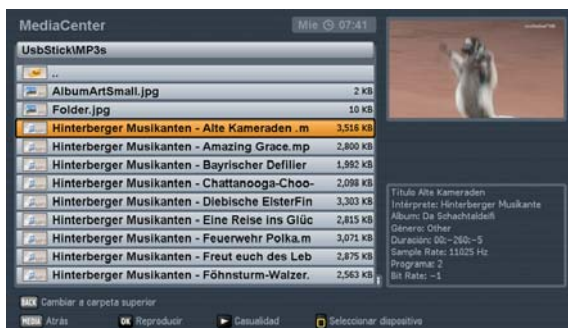 MediaCenter
Mie 07:41
UsbStick\MP3s
..
AlbumArtSmall.jpg 2 KB
Folder.jpg 10 KB
Hinterberger Musikanten - Alte Kameraden .m 3,516 KB
Hinterberger Musikanten - Amazing Grace.mp 2,800 KB
Hinterberger Musikanten - Bayrischer Defilier 1,992 KB
Hinterberger Musikanten - Chattanooga-Choo- 2,098 KB
Hinterberger Musikanten - Diebische ElsterFin 3,303 KB
Hinterberger Musikanten - Eine Reise ins Glüc 2,815 KB
Hinterberger Musikanten - Feuerwehr Polka.m 3,071 KB
Hinterberger Musikanten - Freut euch des Leb 2,875 KB
Hinterberger Musikanten - Föhnsturm-Walzer. 2,563 KB
Titulo Alte Kameraden
Intérprete: Hinterberger Musikante
Album: Da Schachtaldeifi
Género: Other
Duración: 00:-260:-5
Sample Rate: 11025 Hz
Programa: 2
Bit Rate: -1
BACK Cambiar a carpeta superior
MEDIA Atrás OK Reproducir Casualidad Seleccionar dispositivo